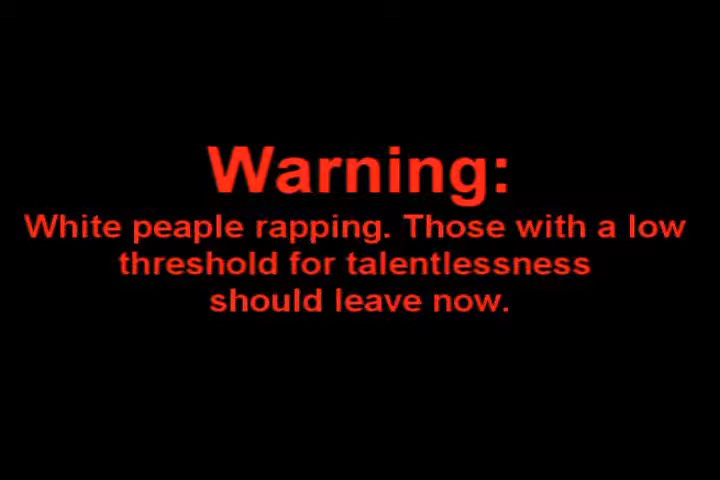 Warning:
White peaple rapping. Those with a low
threshold for talentlessness
should leave now.